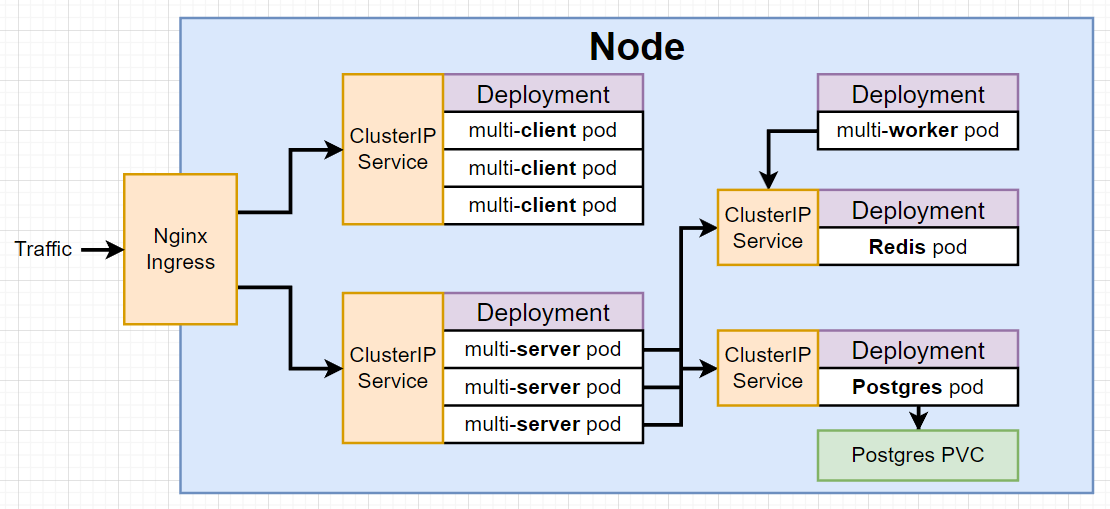 Node
Traffic
Nginx
Ingress
ClusterIP
Service
Deployment
multi-client pod
multi-client pod
multi-client pod
ClusterIP
Service
Deployment
multi-server pod
multi-server pod
multi-server pod
Deployment
multi-worker pod
ClusterIP
Service
Deployment
Redis pod
ClusterIP
Service
Deployment
Postgres pod
Postgres PVC